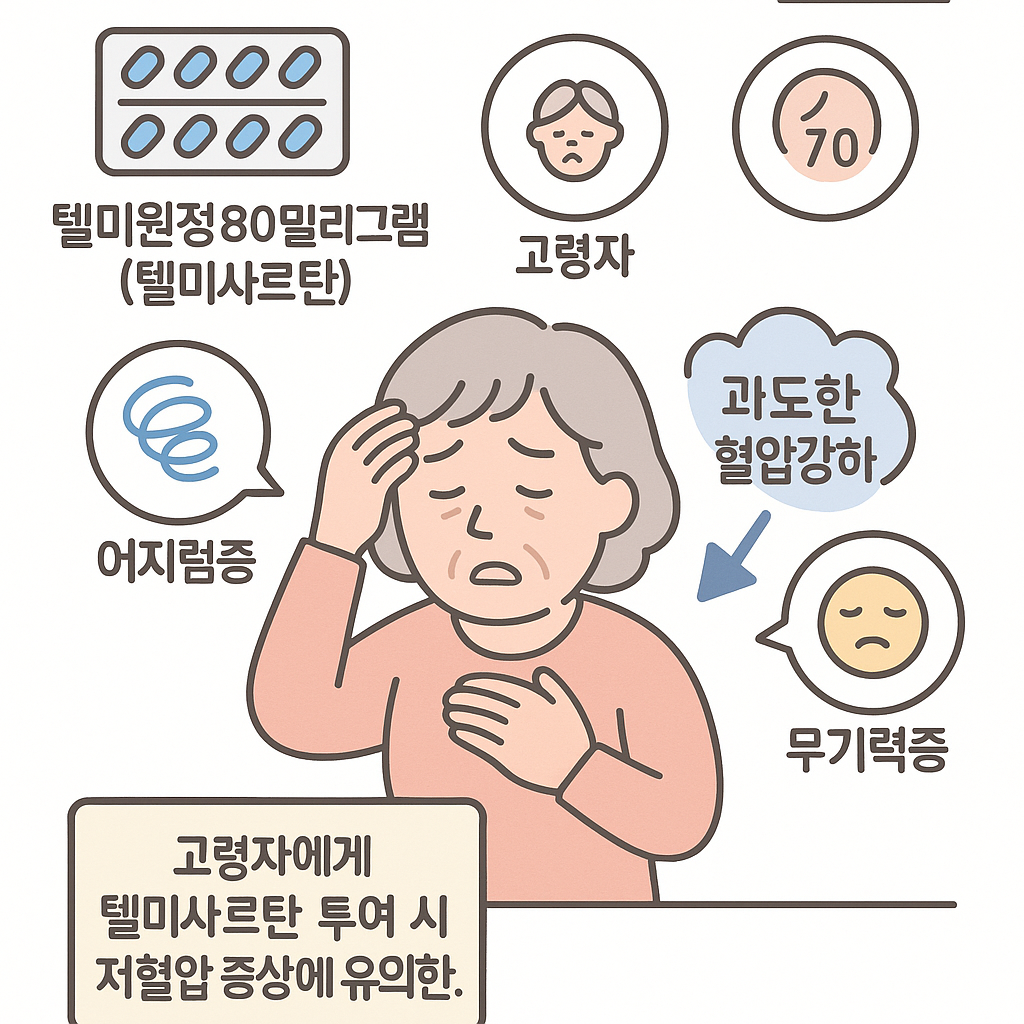 텔미원정 80밀리그램
(텔미사르탄)
고령자
70
과도한
혈압강하
어지럼증
무기력증
고령자에게
텔미사르탄 투여 시
저혈압 증상에 유의한.